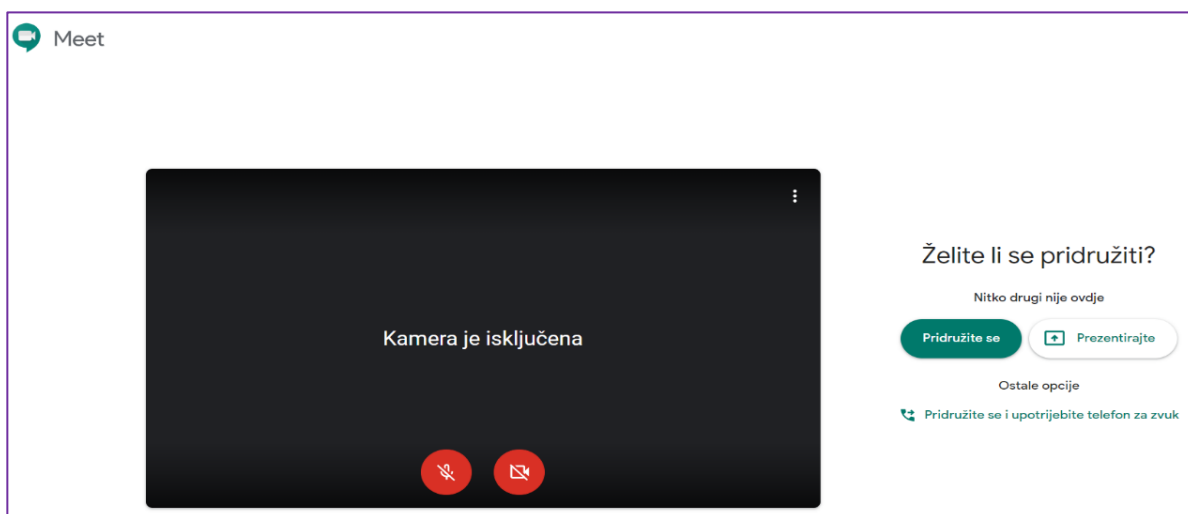 Meet
Kamera je isključena
Želite li se pridružiti?
Nitko drugi nije ovdje
Pridružite se
Prezentirajte
Ostale opcije
Pridružite se i upotrijebite telefon za zvuk